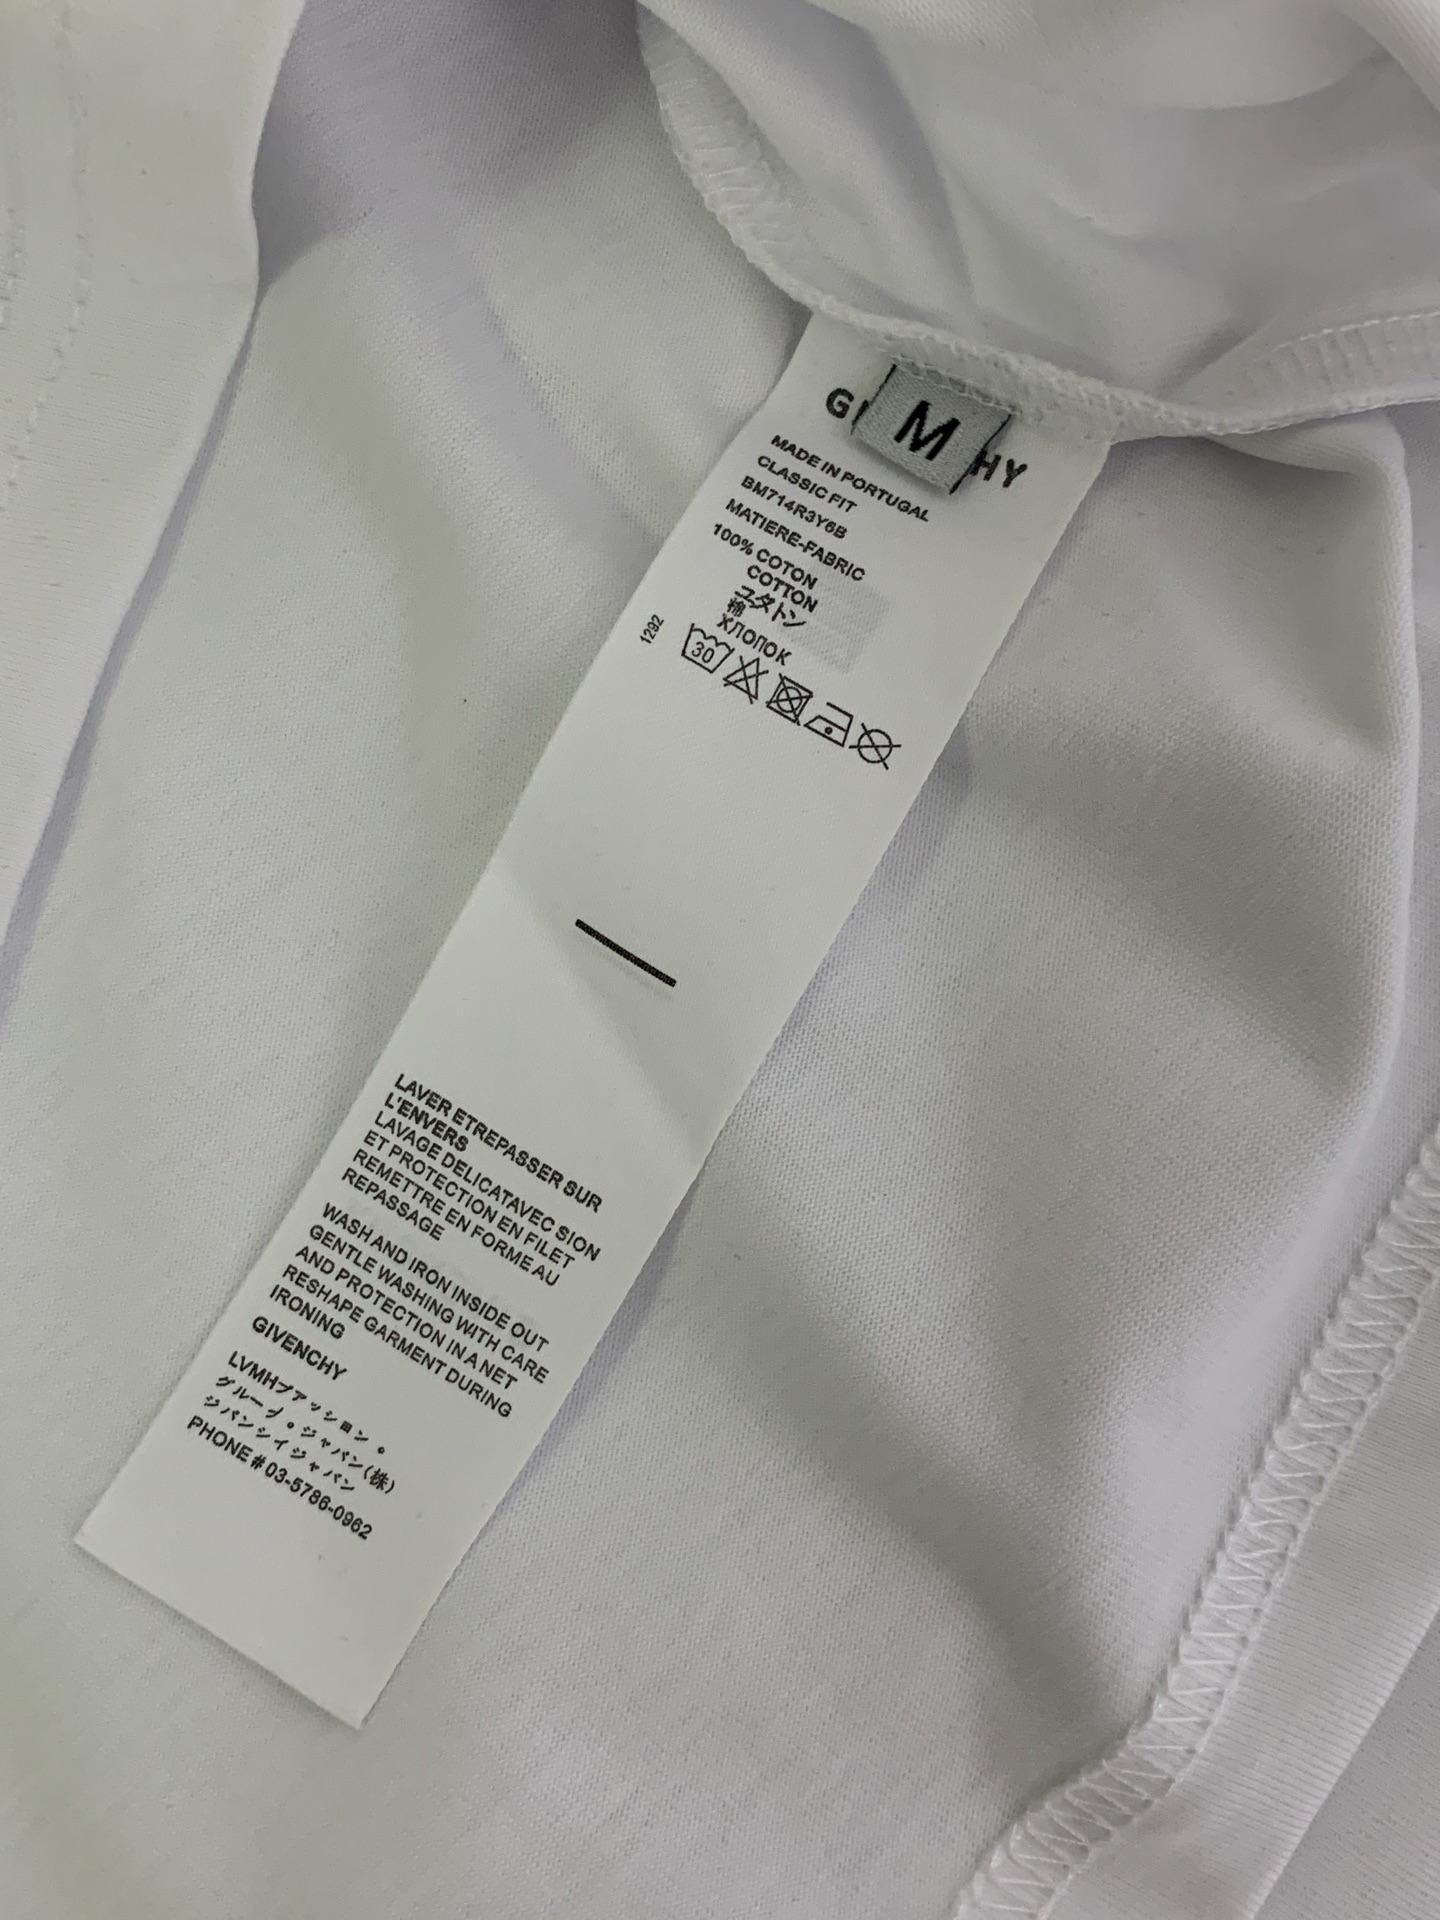 GI HY
M
MADE IN PORTUGAL
CLASSIC FIT
BM714R3Y6B
MATIERE-FABRIC
100% COTON
COTTON
ユタトン
棉
ХЛОПОК
1292
30
LAVER ETREPASSER SUR
L'ENVERS
LAVAGE DELICATAVEC SION
ET PROTECTION EN FILET
REMETTRE EN FORME AU
REPASSAGE
WASH AND IRON INSIDE OUT
GENTLE WASHING WITH CARE
AND PROTECTION IN A NET
RESHAPE GARMENT DURING
IRONING
GIVENCHY
LVMHファッション。
グループ。ジャパン(株)
ジパンシイジャパン
PHONE # 03-5786-0962